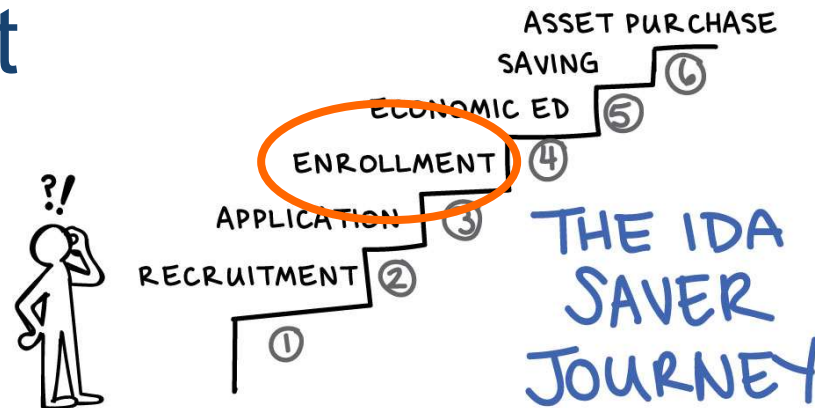 t
ASSET PURCHASE
SAVING
ECONOMIC ED
ENROLLMENT
APPLICATION
RECRUITMENT
?!
6
5
4
3
2
1
THE IDA
SAVER
JOURNEY